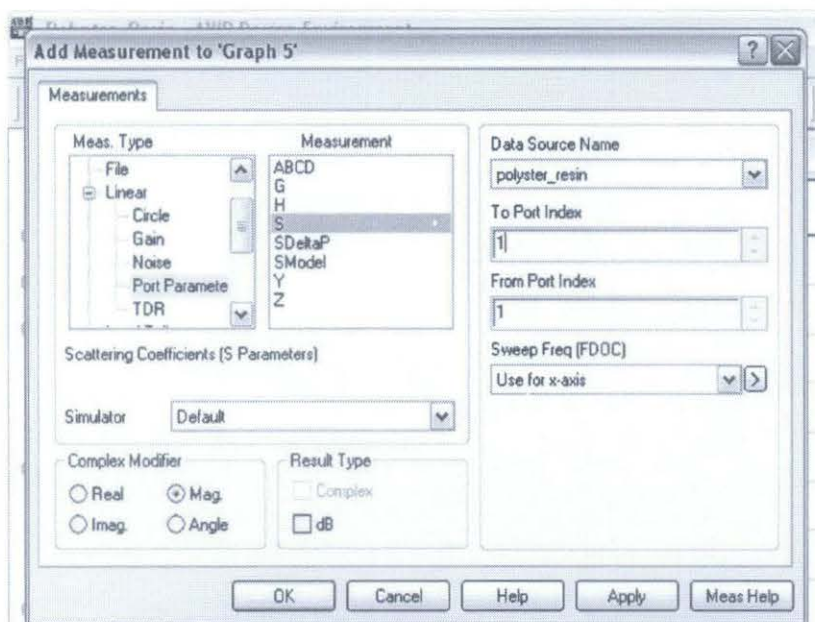 AWR Design Environment
Add Measurement to 'Graph 5'
Measurements
Meas. Type
File
Linear
Circle
Gain
Noise
Port Paramete
TDR
Measurement
ABCD
G
H
S
SDeltaP
SModel
Y
Z
Scattering Coefficients (S Parameters)
Simulator Default
Complex Modifier
Real Mag.
Imag. Angle
Result Type
Complex
dB
Data Source Name
polyster_resin
To Port Index
1
From Port Index
1
Sweep Freq (FDOC)
Use for x-axis
OK Cancel Help Apply Meas Help